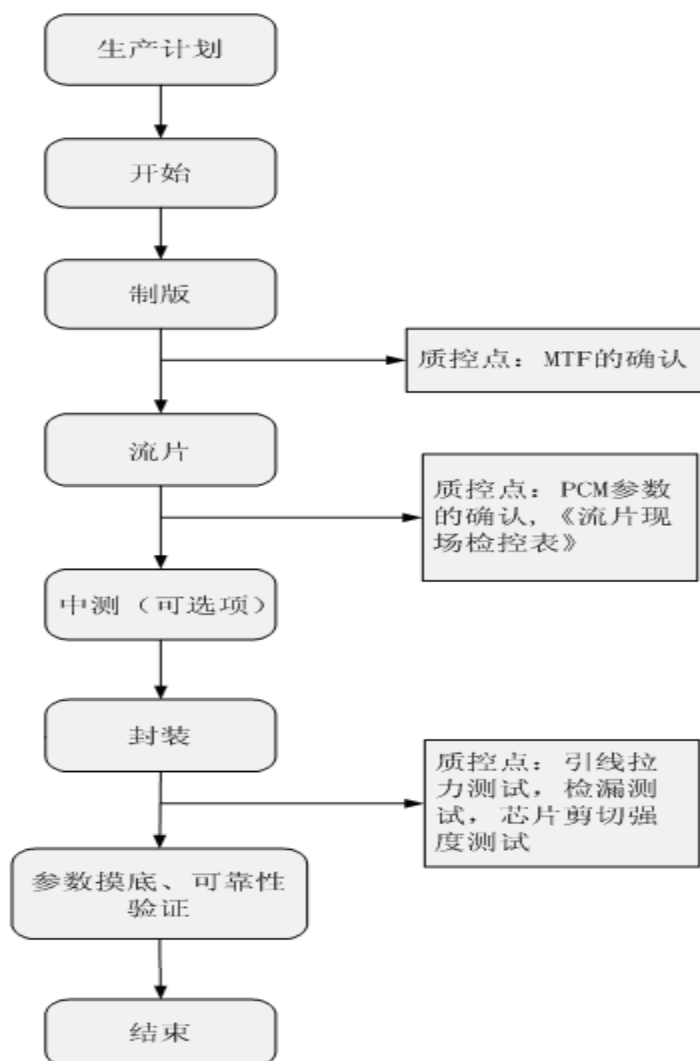 生产计划
开始
制版
质控点：MTF的确认
流片
质控点：PCM参数
的确认，《流片现
场检控表》
中测（可选项）
封装
质控点：引线拉
力测试，检漏测
试，芯片剪切强
度测试
参数摸底、可靠性
验证
结束